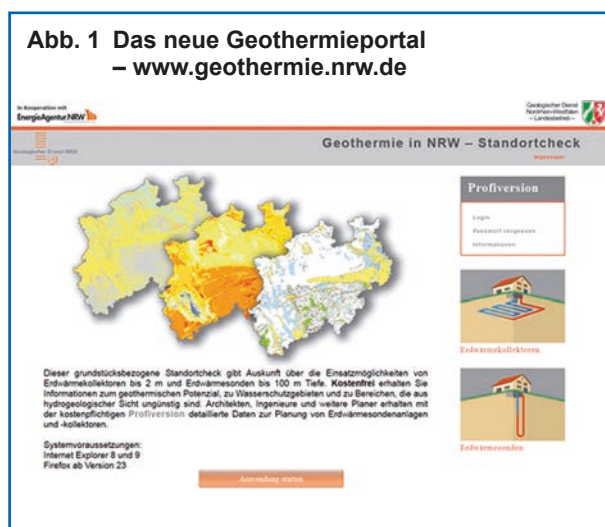 Abb. 1 Das neue Geothermieportal
– www.geothermie.nrw.de
In Kooperation mit
EnergieAgentur.NRW
Geologischer Dienst
Nordrhein-Westfalen
– Landesbetrieb –
Geologischer Dienst NRW
Geothermie in NRW – Standortcheck
Impressum
Profiversion
Login
Passwort vergessen
Informationen
Erdwärmekollektoren
Dieser grundstücksbezogene Standortcheck gibt Auskunft über die Einsatzmöglichkeiten von
Erdwärmekollektoren bis 2 m und Erdwärmesonden bis 100 m Tiefe. Kostenfrei erhalten Sie
Informationen zum geothermischen Potenzial, zu Wasserschutzgebieten und zu Bereichen, die aus
hydrogeologischer Sicht ungünstig sind. Architekten, Ingenieure und weitere Planer erhalten mit
der kostenpflichtigen Profiversion detaillierte Daten zur Planung von Erdwärmesondenanlagen
und -kollektoren.
Systemvoraussetzungen:
Internet Explorer 8 und 9
Firefox ab Version 23
Erdwärmesonden
Anwendung starten